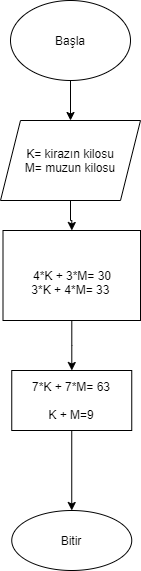 Başla
K= kirazın kilosu
M= muzun kilosu
4*K + 3*M= 30
3*K + 4*M= 33
7*K + 7*M= 63
K + M=9
Bitir